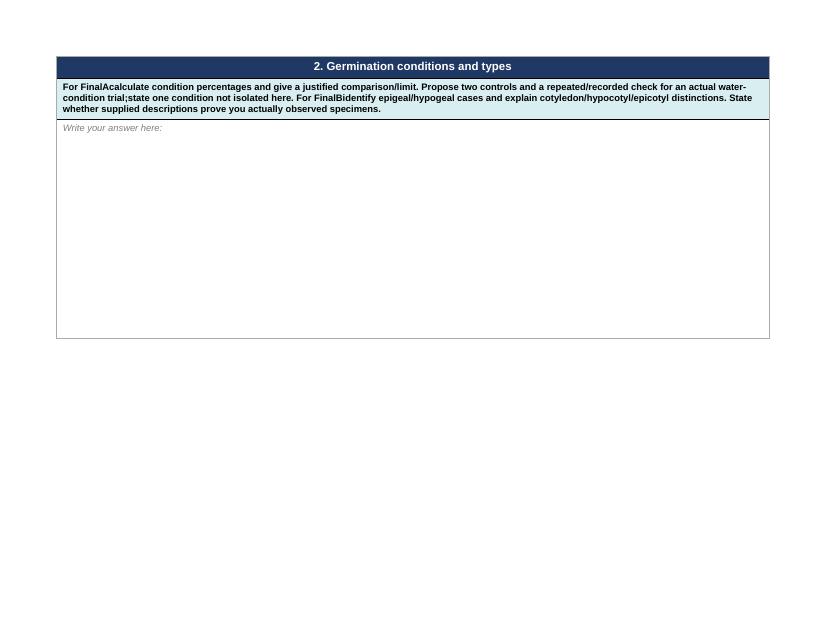 2. Germination conditions and types
For FinalAcalculate condition percentages and give a justified comparison/limit. Propose two controls and a repeated/recorded check for an actual water-
condition trial;state one condition not isolated here. For FinalBidentify epigeal/hypogeal cases and explain cotyledon/hypocotyl/epicotyl distinctions. State
whether supplied descriptions prove you actually observed specimens.
Write your answer here: